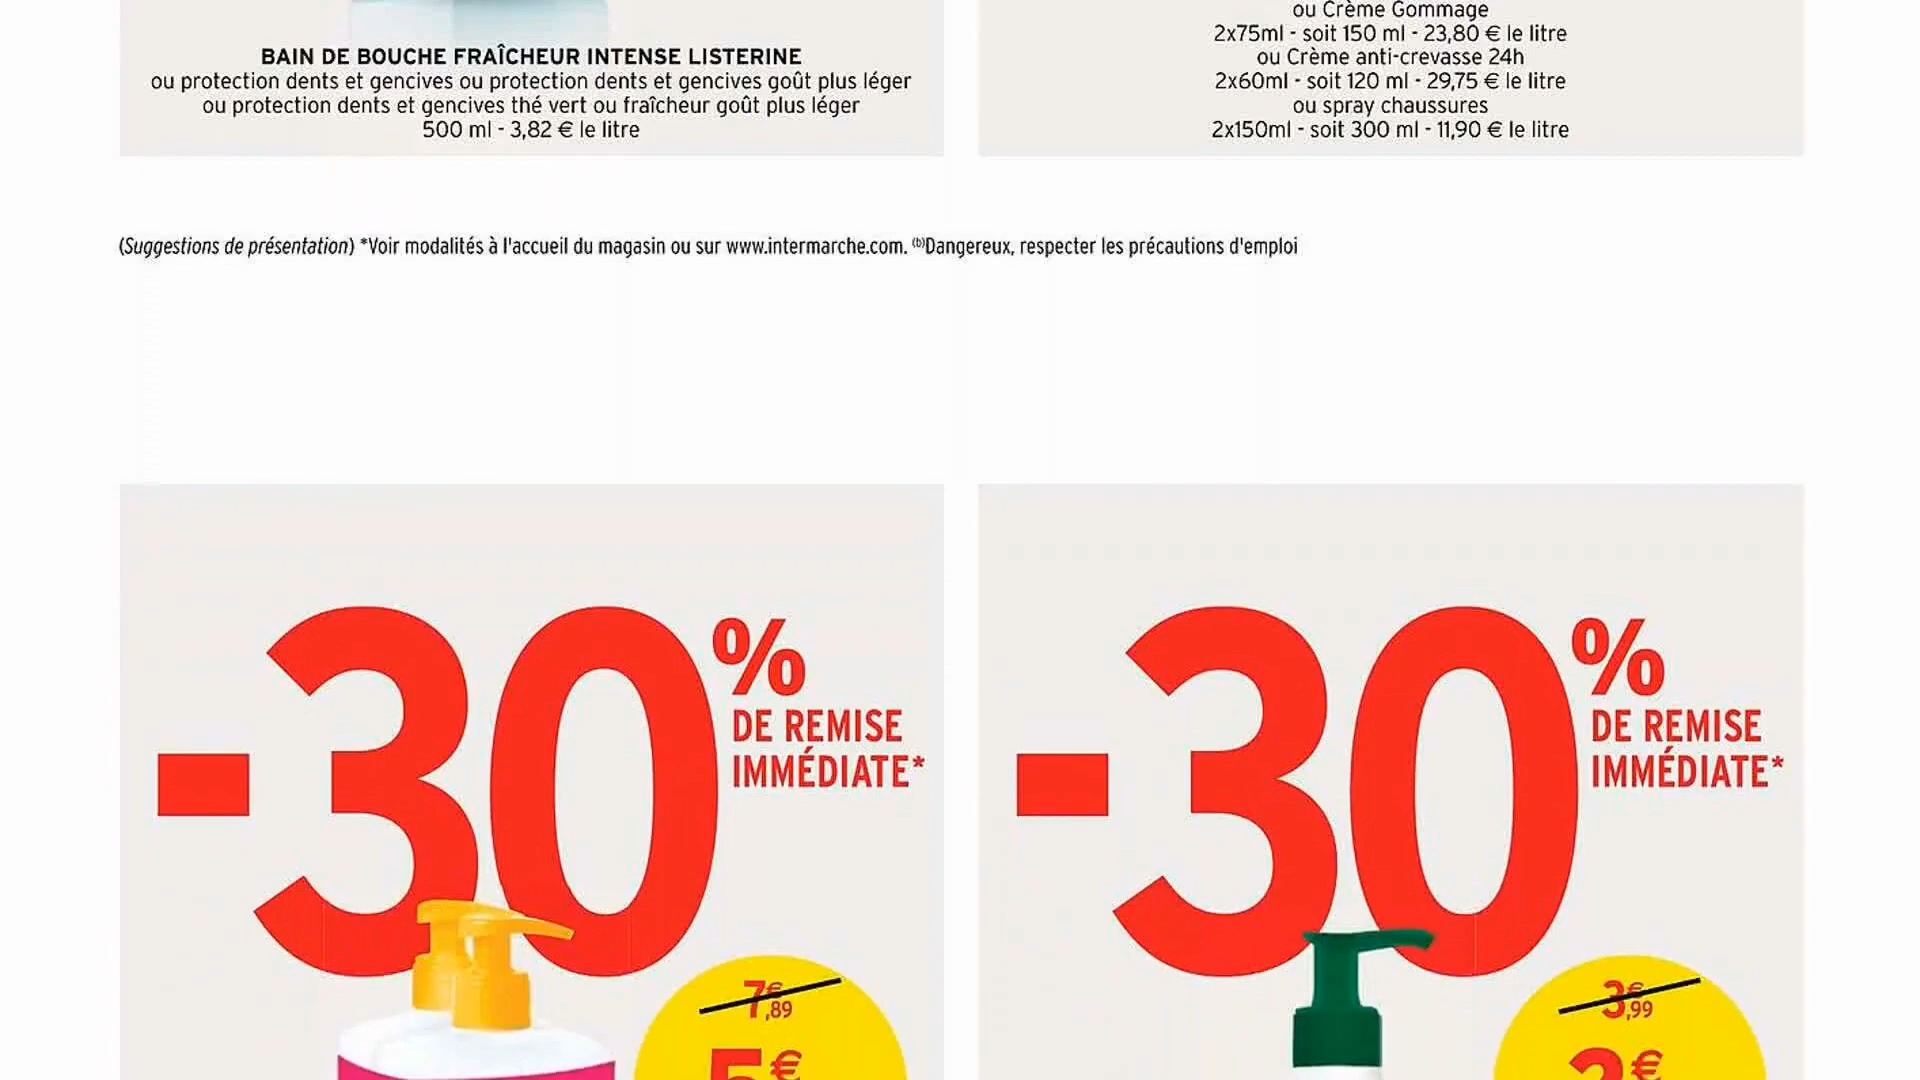 BAIN DE BOUCHE FRAÎCHEUR INTENSE LISTERINE
ou protection dents et gencives ou protection dents et gencives goût plus léger
ou protection dents et gencives thé vert ou fraîcheur goût plus léger
500 ml - 3,82 € le litre
ou Crème Gommage
2x75ml - soit 150 ml - 23,80 € le litre
ou Crème anti-crevasse 24h
2x60ml - soit 120 ml - 29,75 € le litre
ou spray chaussures
2x150ml - soit 300 ml - 11,90 € le litre
(Suggestions de présentation) *Voir modalités à l'accueil du magasin ou sur www.intermarche.com. (b)Dangereux, respecter les précautions d'emploi
-30%
DE REMISE
IMMÉDIATE*
7€,89
5€
-30%
DE REMISE
IMMÉDIATE*
3€,99
€